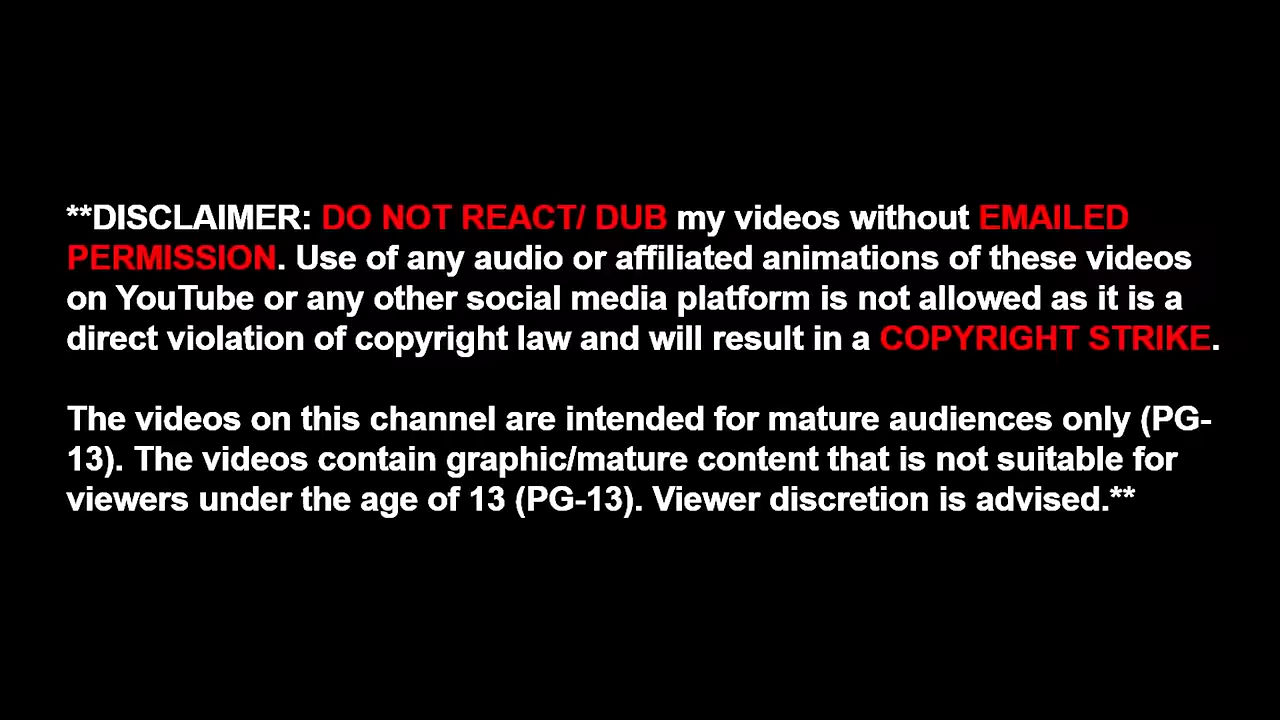 **DISCLAIMER: DO NOT REACT/ DUB my videos without EMAILED
PERMISSION. Use of any audio or affiliated animations of these videos
on YouTube or any other social media platform is not allowed as it is a
direct violation of copyright law and will result in a COPYRIGHT STRIKE.
The videos on this channel are intended for mature audiences only (PG-
13). The videos contain graphic/mature content that is not suitable for
viewers under the age of 13 (PG-13). Viewer discretion is advised.**